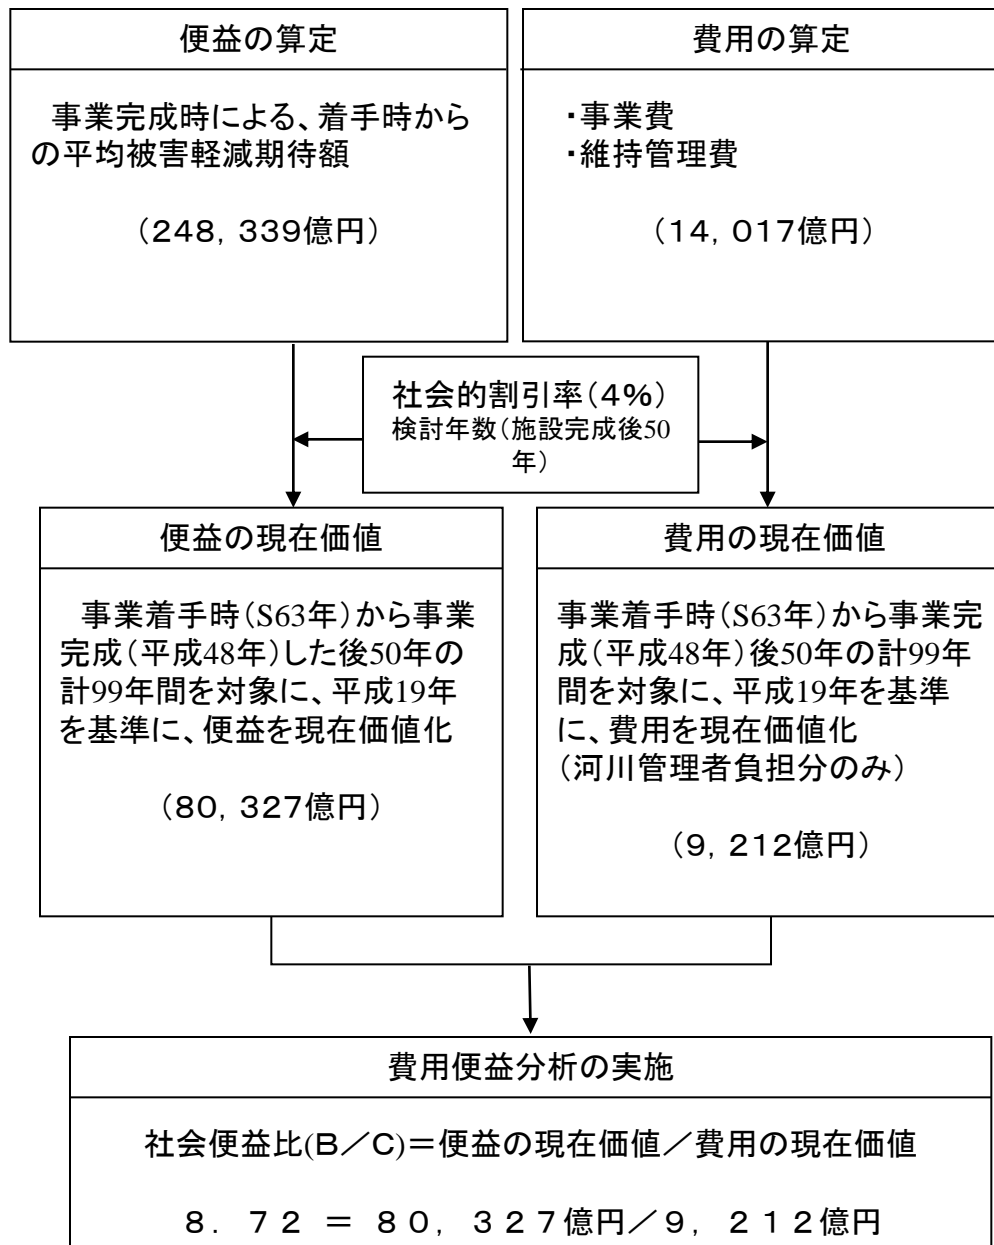 便益の算定
事業完成時による、着手時から
の平均被害軽減期待額
（２４８，３３９億円）
費用の算定
・事業費
・維持管理費
（１４，０１７億円）
社会的割引率（４％）
検討年数（施設完成後50
年）
便益の現在価値
事業着手時（S63年）から事業
完成（平成48年）した後50年の
計99年間を対象に、平成19年
を基準に、便益を現在価値化
（８０，３２７億円）
費用の現在価値
事業着手時（S63年）から事業完
成（平成48年）後50年の計99年
間を対象に、平成19年を基準
に、費用を現在価値化
（河川管理者負担分のみ）
（９，２１２億円）
費用便益分析の実施
社会便益比(Ｂ／Ｃ)＝便益の現在価値／費用の現在価値
８．７２ ＝ ８０，３２７億円／９，２１２億円